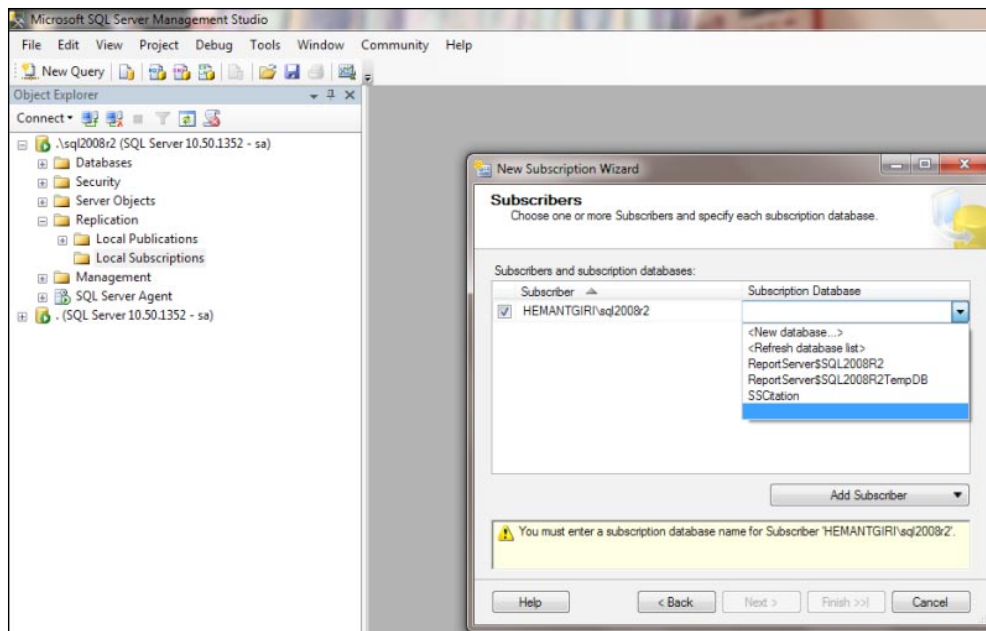 Microsoft SQL Server Management Studio
File Edit View Project Debug Tools Window Community Help
New Query
Object Explorer
Connect
.\sql2008r2 (SQL Server 10.50.1352 - sa)
Databases
Security
Server Objects
Replication
Local Publications
Local Subscriptions
Management
SQL Server Agent
. (SQL Server 10.50.1352 - sa)
New Subscription Wizard
Subscribers
Choose one or more Subscribers and specify each subscription database.
Subscribers and subscription databases:
Subscriber Subscription Database
HEMANTGIRI\sql2008r2
<New database...>
<Refresh database list>
ReportServer$SQL2008R2
ReportServer$SQL2008R2TempDB
SSCitation
Add Subscriber
You must enter a subscription database name for Subscriber 'HEMANTGIRI\sql2008r2'.
Help < Back Next > Finish >>| Cancel